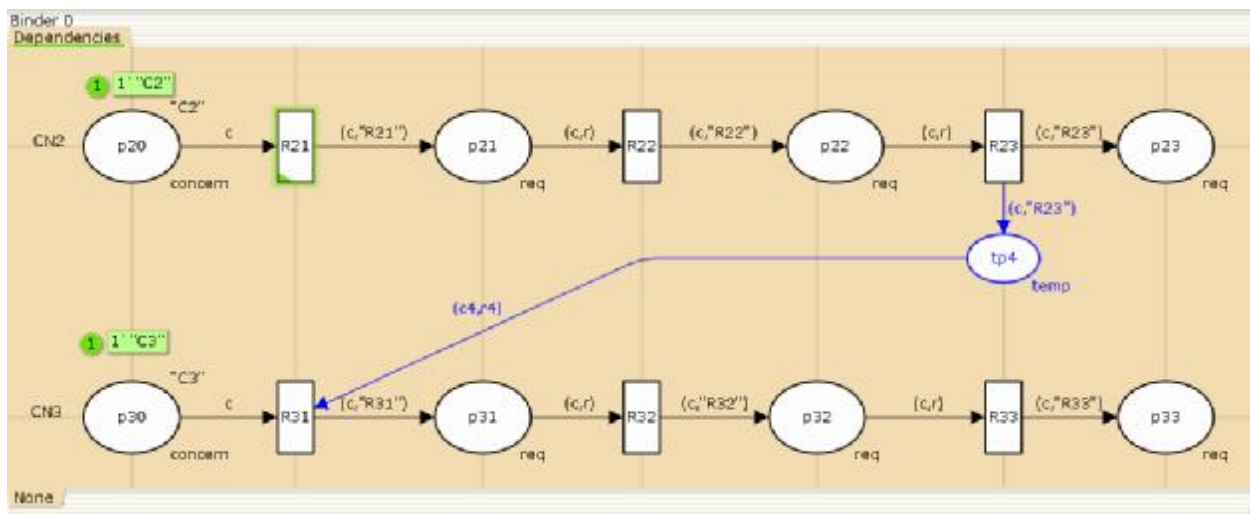 Binder 0
Dependencies
1 1`"C2"
"C2"
CN2 p20 c R21 (c,"R21") p21 (c,r) R22 (c,"R22") p22 (c,r) R23 (c,"R23") p23
concern req req req
(c,"R23")
tp4
temp
(c4,r4)
1 1`"C3"
"C3"
CN3 p30 c R31 (c,"R31") p31 (c,r) R32 (c,"R32") p32 (c,r) R33 (c,"R33") p33
concern req req req
None